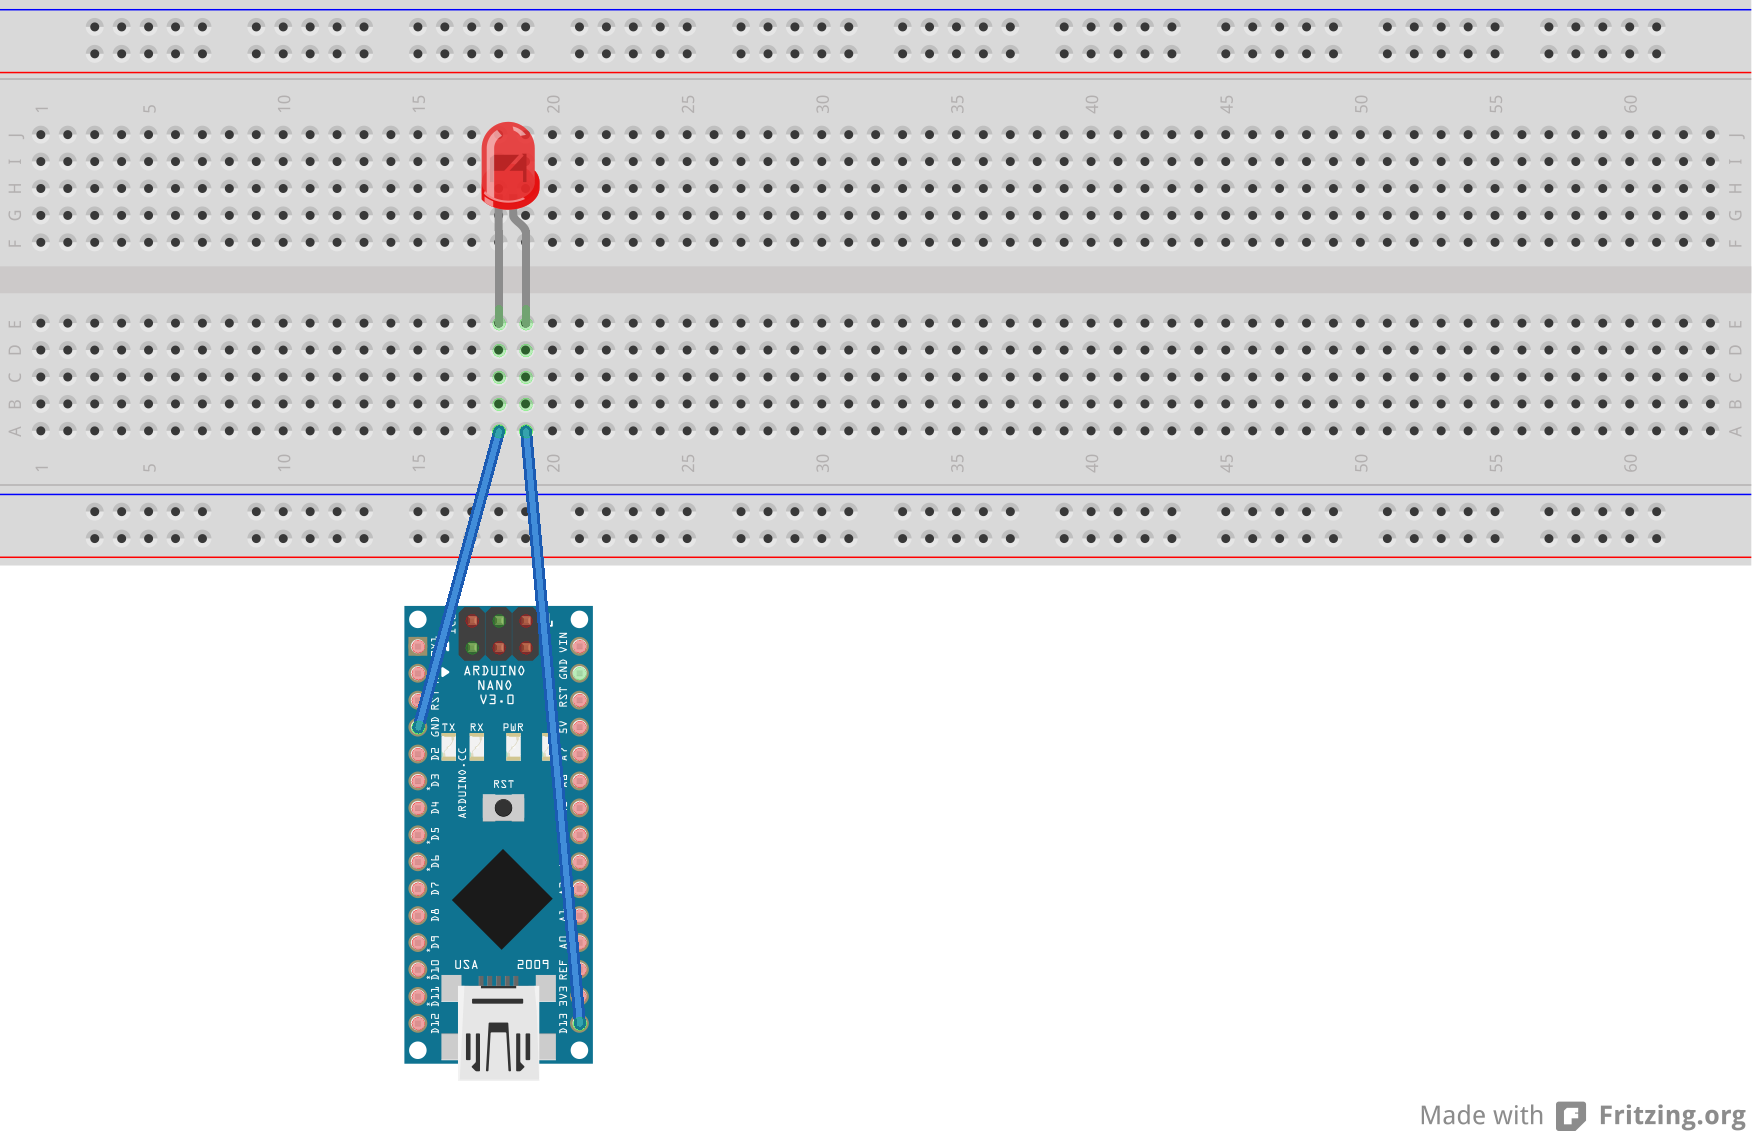 1 5 10 15 20 25 30 35 40 45 50 55 60
J J
I I
H H
G G
F F
E E
D D
C C
B B
A A
1 5 10 15 20 25 30 35 40 45 50 55 60
ARDUINO
NANO
V3.0
RST
GND
D2
D3
D4
D5
D6
D7
D8
D9
D10
D11
D12
VIN
GND
RST
5V
REF
3V3
D13
TX RX PWR
RST
ARDUINO.CC
USA 2009
Made with Fritzing.org